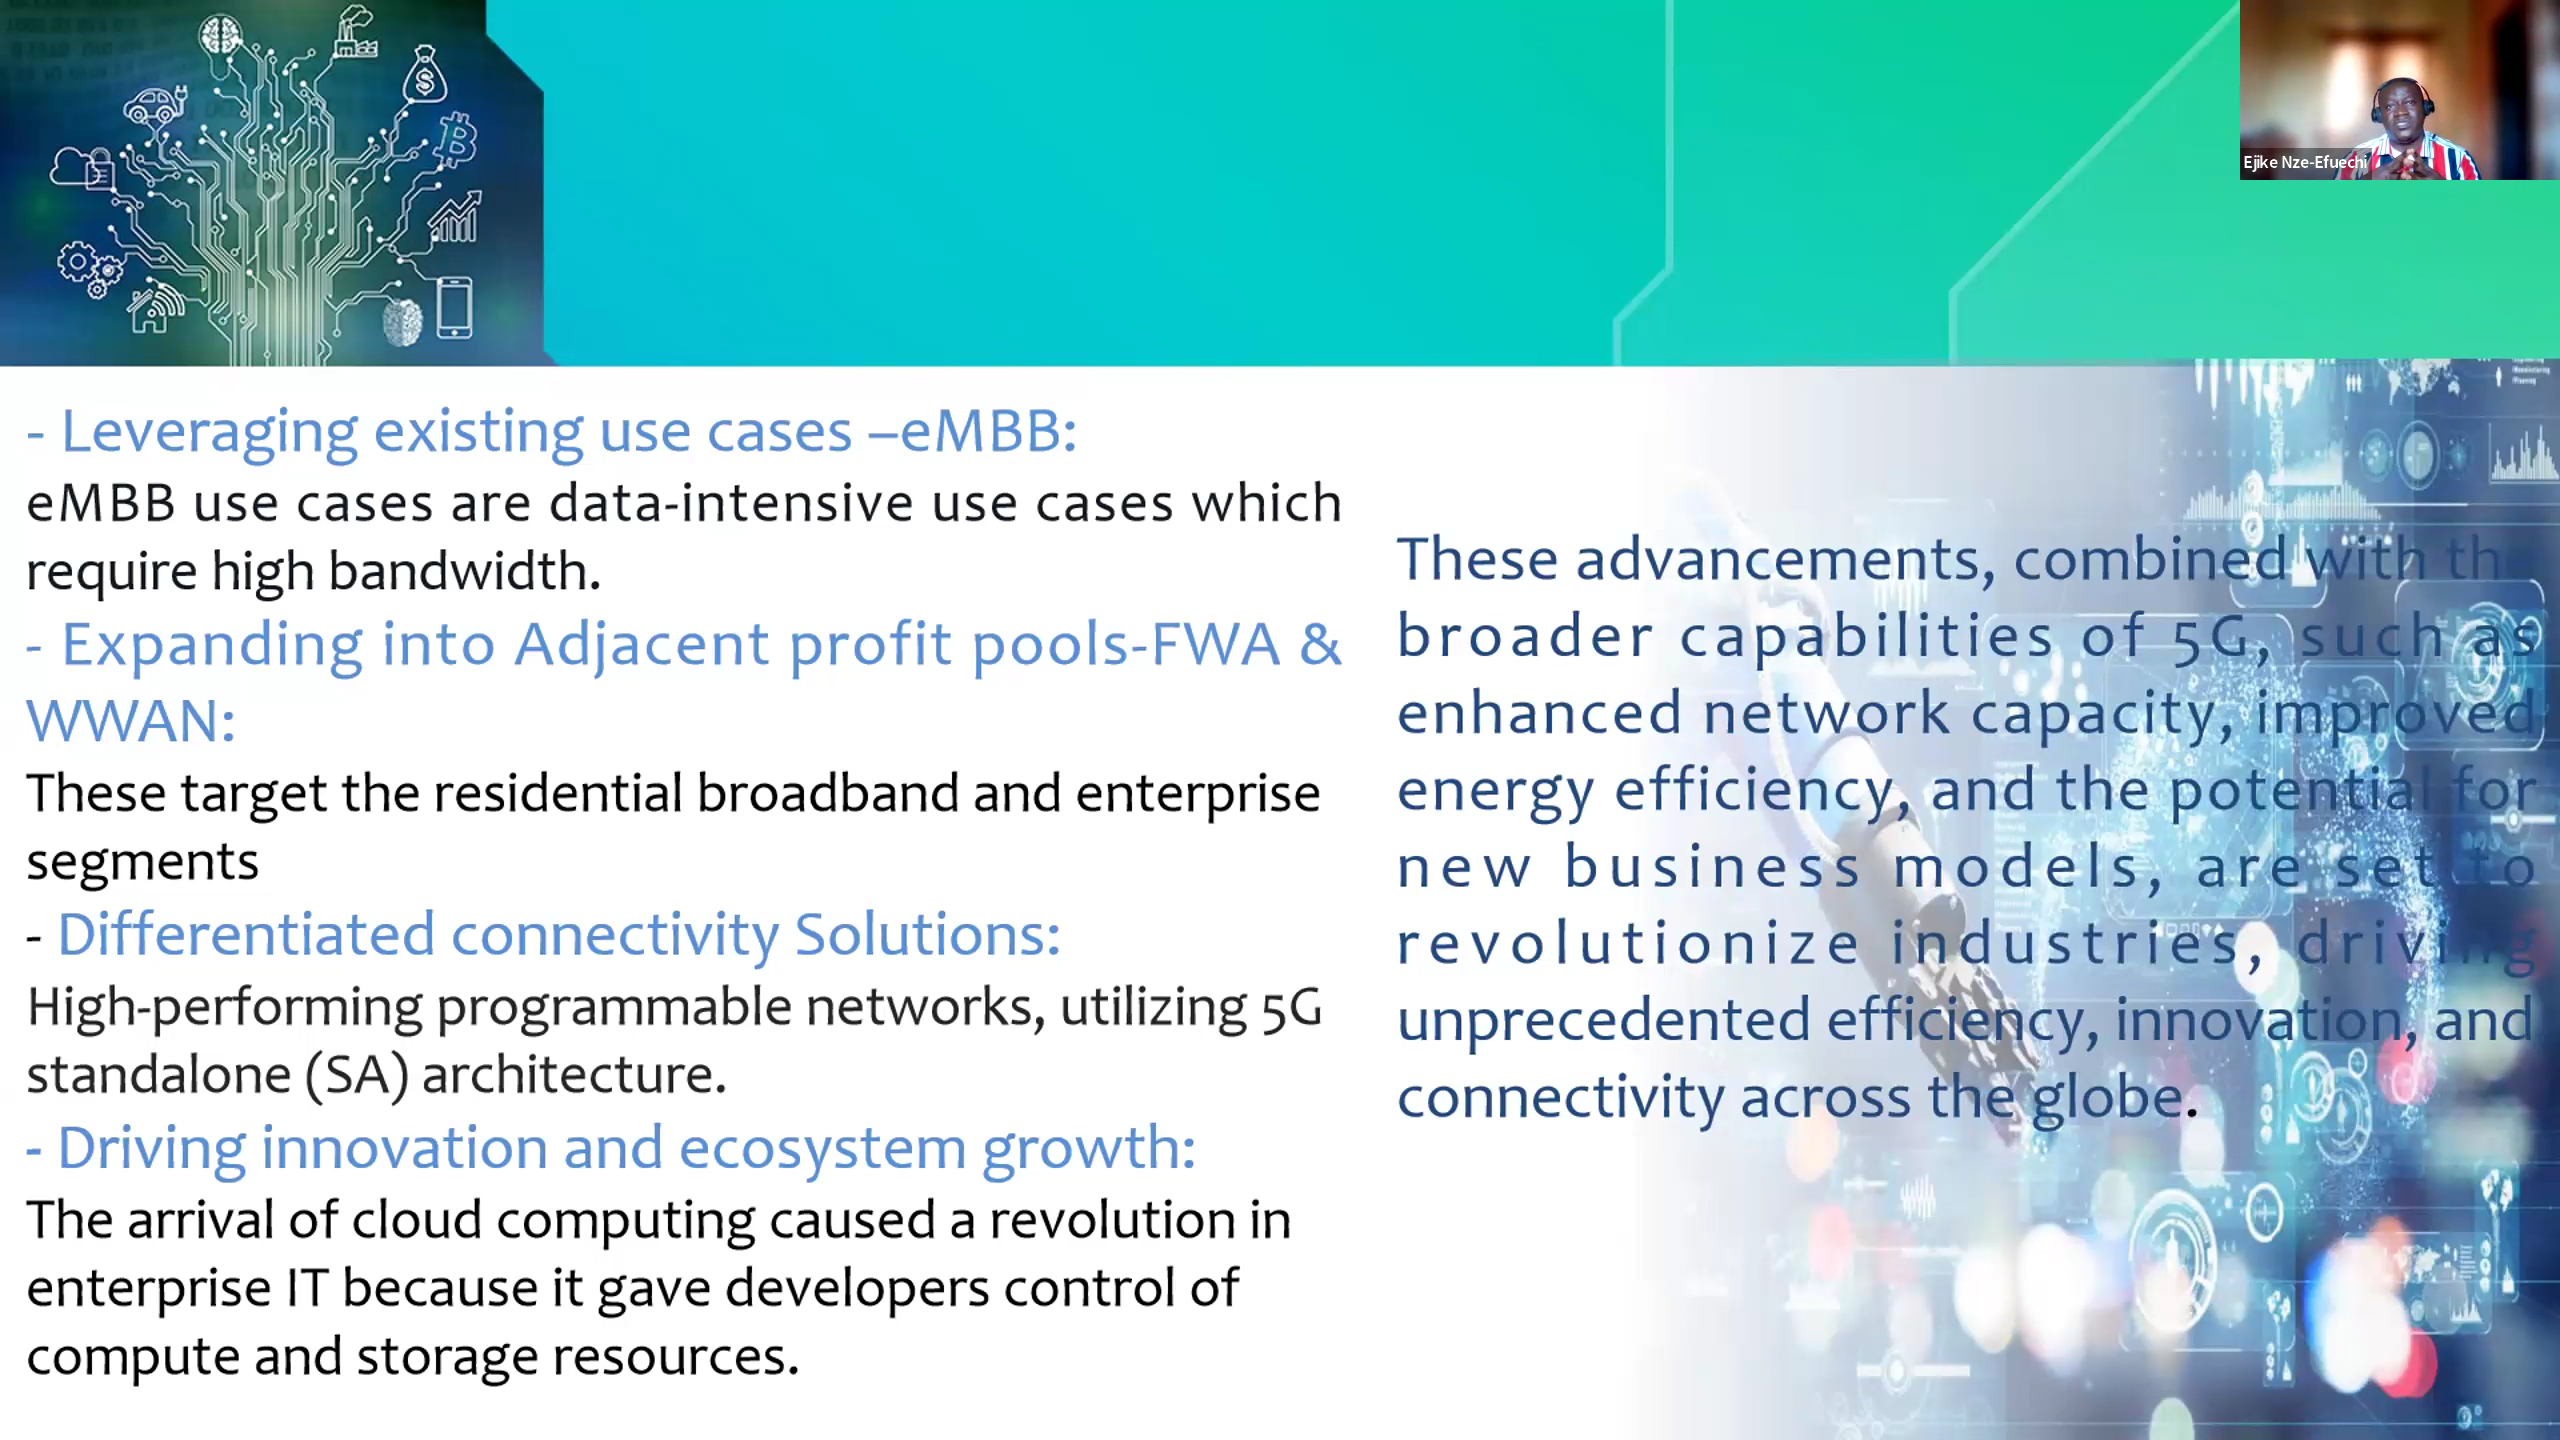 Ejike Nze-Efuechi
- Leveraging existing use cases –eMBB:
eMBB use cases are data-intensive use cases which
require high bandwidth.
- Expanding into Adjacent profit pools-FWA &
WWAN:
These target the residential broadband and enterprise
segments
- Differentiated connectivity Solutions:
High-performing programmable networks, utilizing 5G
standalone (SA) architecture.
- Driving innovation and ecosystem growth:
The arrival of cloud computing caused a revolution in
enterprise IT because it gave developers control of
compute and storage resources.
These advancements, combined with th
broader capabilities of 5G, such as
enhanced network capacity, improved
energy efficiency, and the potential for
new business models, are set to
revolutionize industries, driving
unprecedented efficiency, innovation, and
connectivity across the globe.